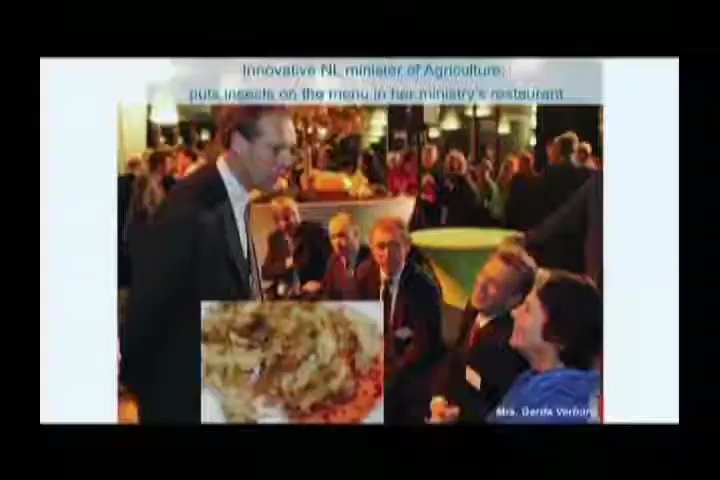 Innovative NL minister of Agriculture:
puts insects on the menu in her ministry's restaurant
Mrs. Gerda Verburg